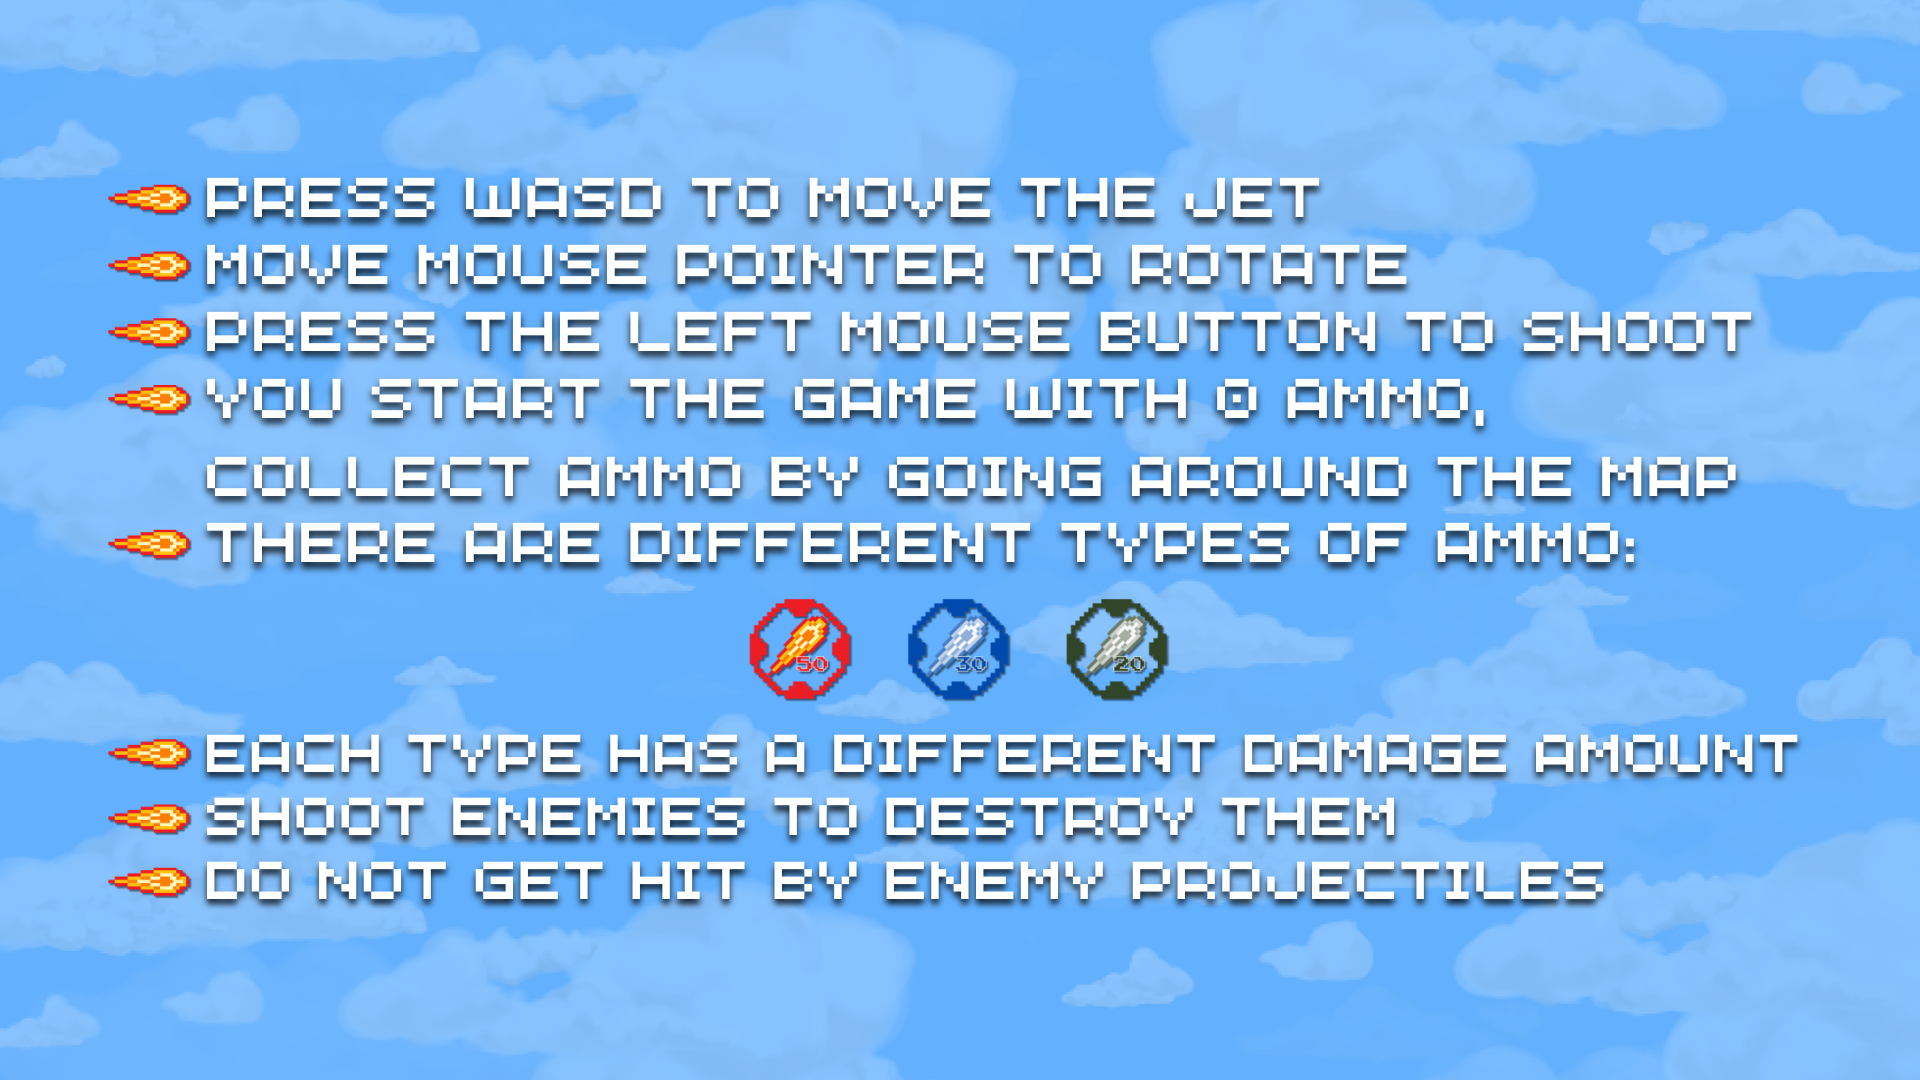 PRESS WASD TO MOVE THE JET
MOVE MOUSE POINTER TO ROTATE
PRESS THE LEFT MOUSE BUTTON TO SHOOT
YOU START THE GAME WITH 0 AMMO,
COLLECT AMMO BY GOING AROUND THE MAP
THERE ARE DIFFERENT TYPES OF AMMO:
50 30 20
EACH TYPE HAS A DIFFERENT DAMAGE AMOUNT
SHOOT ENEMIES TO DESTROY THEM
DO NOT GET HIT BY ENEMY PROJECTILES